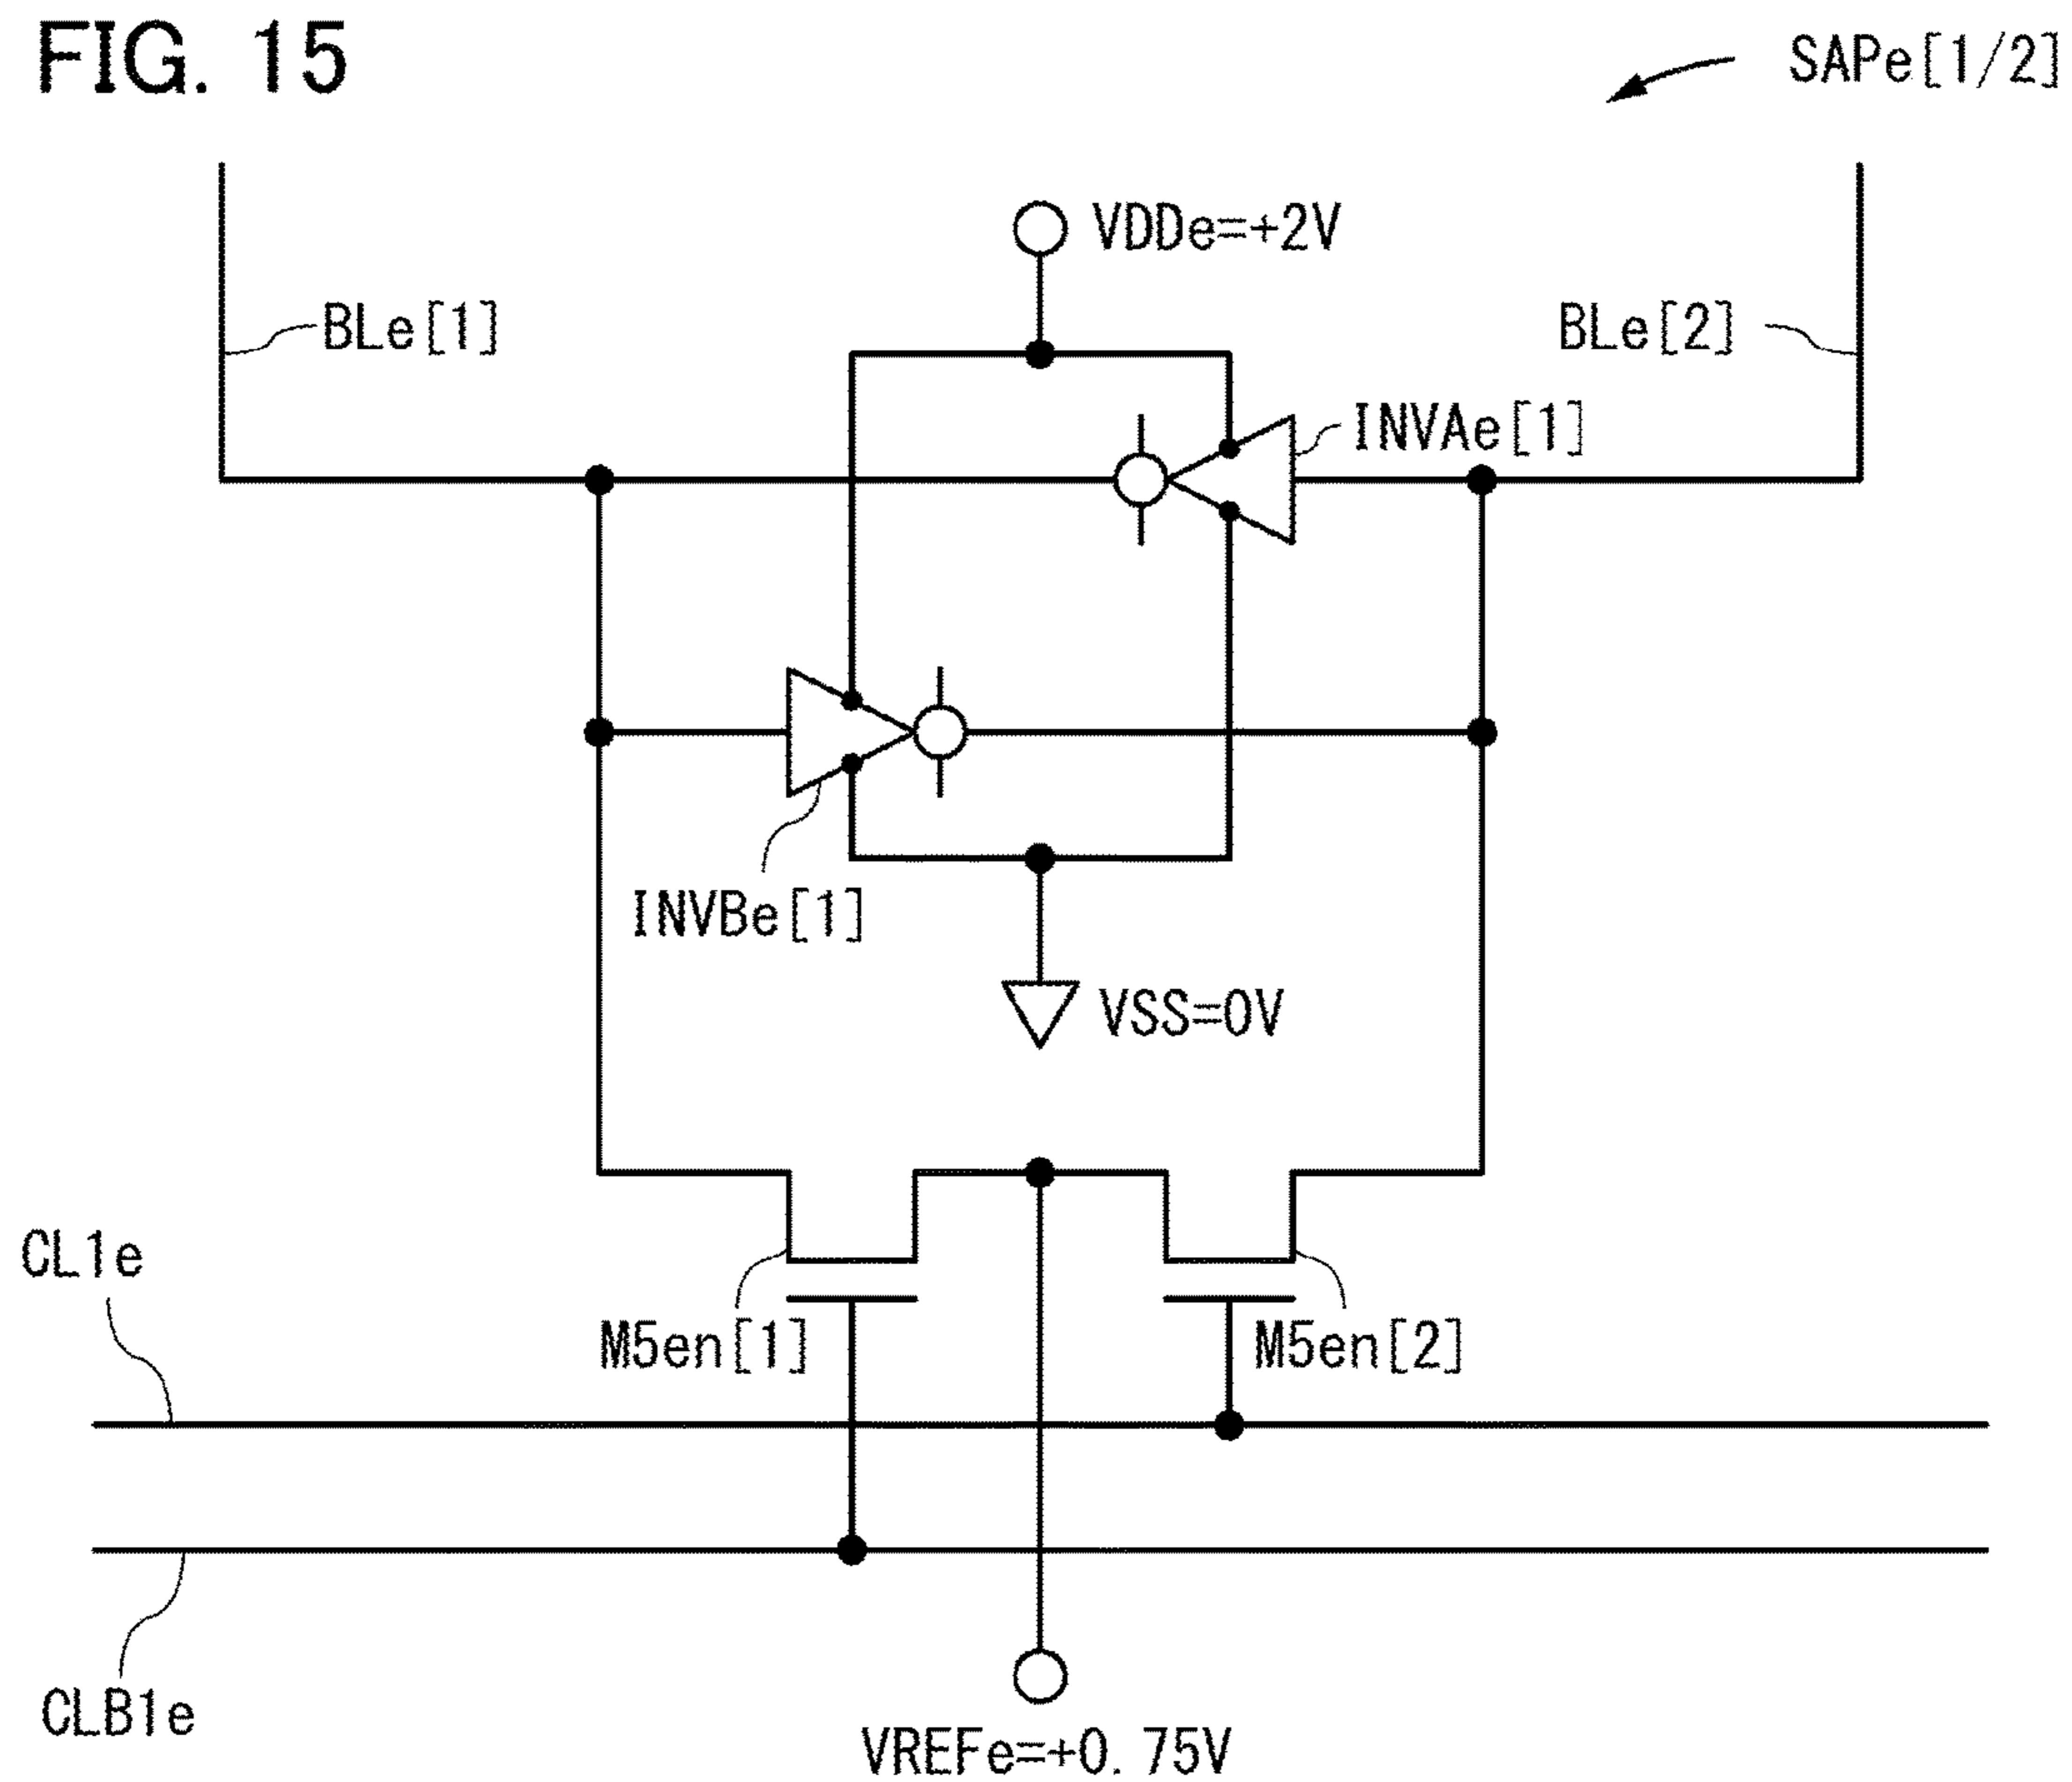 FIG. 15
SAPe[1/2]
VDDe=+2V
BLe[1]
BLe[2]
INVAe[1]
INVBe[1]
VSS=0V
CL1e
M5en[1]
M5en[2]
CLB1e
VREFe=+0.75V